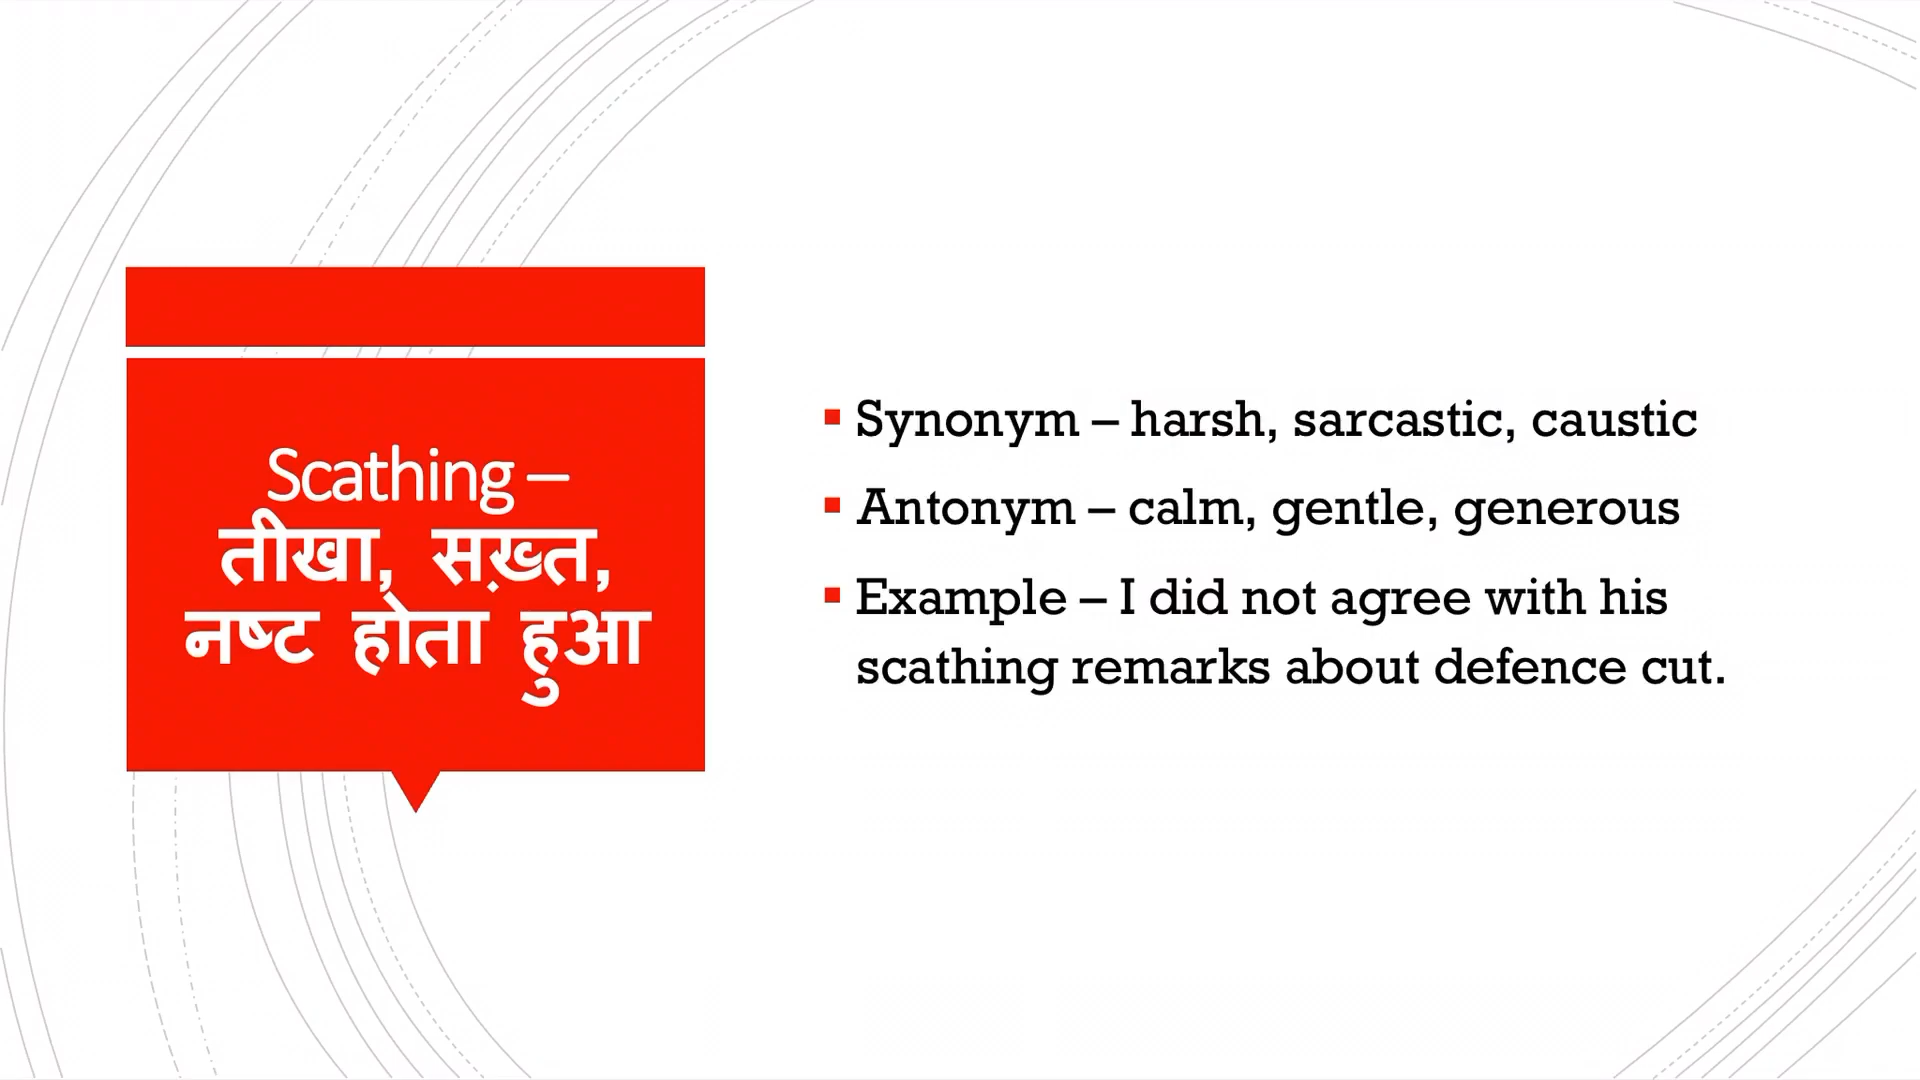 Scathing –
तीखा, सख़्त,
नष्ट होता हुआ
Synonym – harsh, sarcastic, caustic
Antonym – calm, gentle, generous
Example – I did not agree with his
scathing remarks about defence cut.